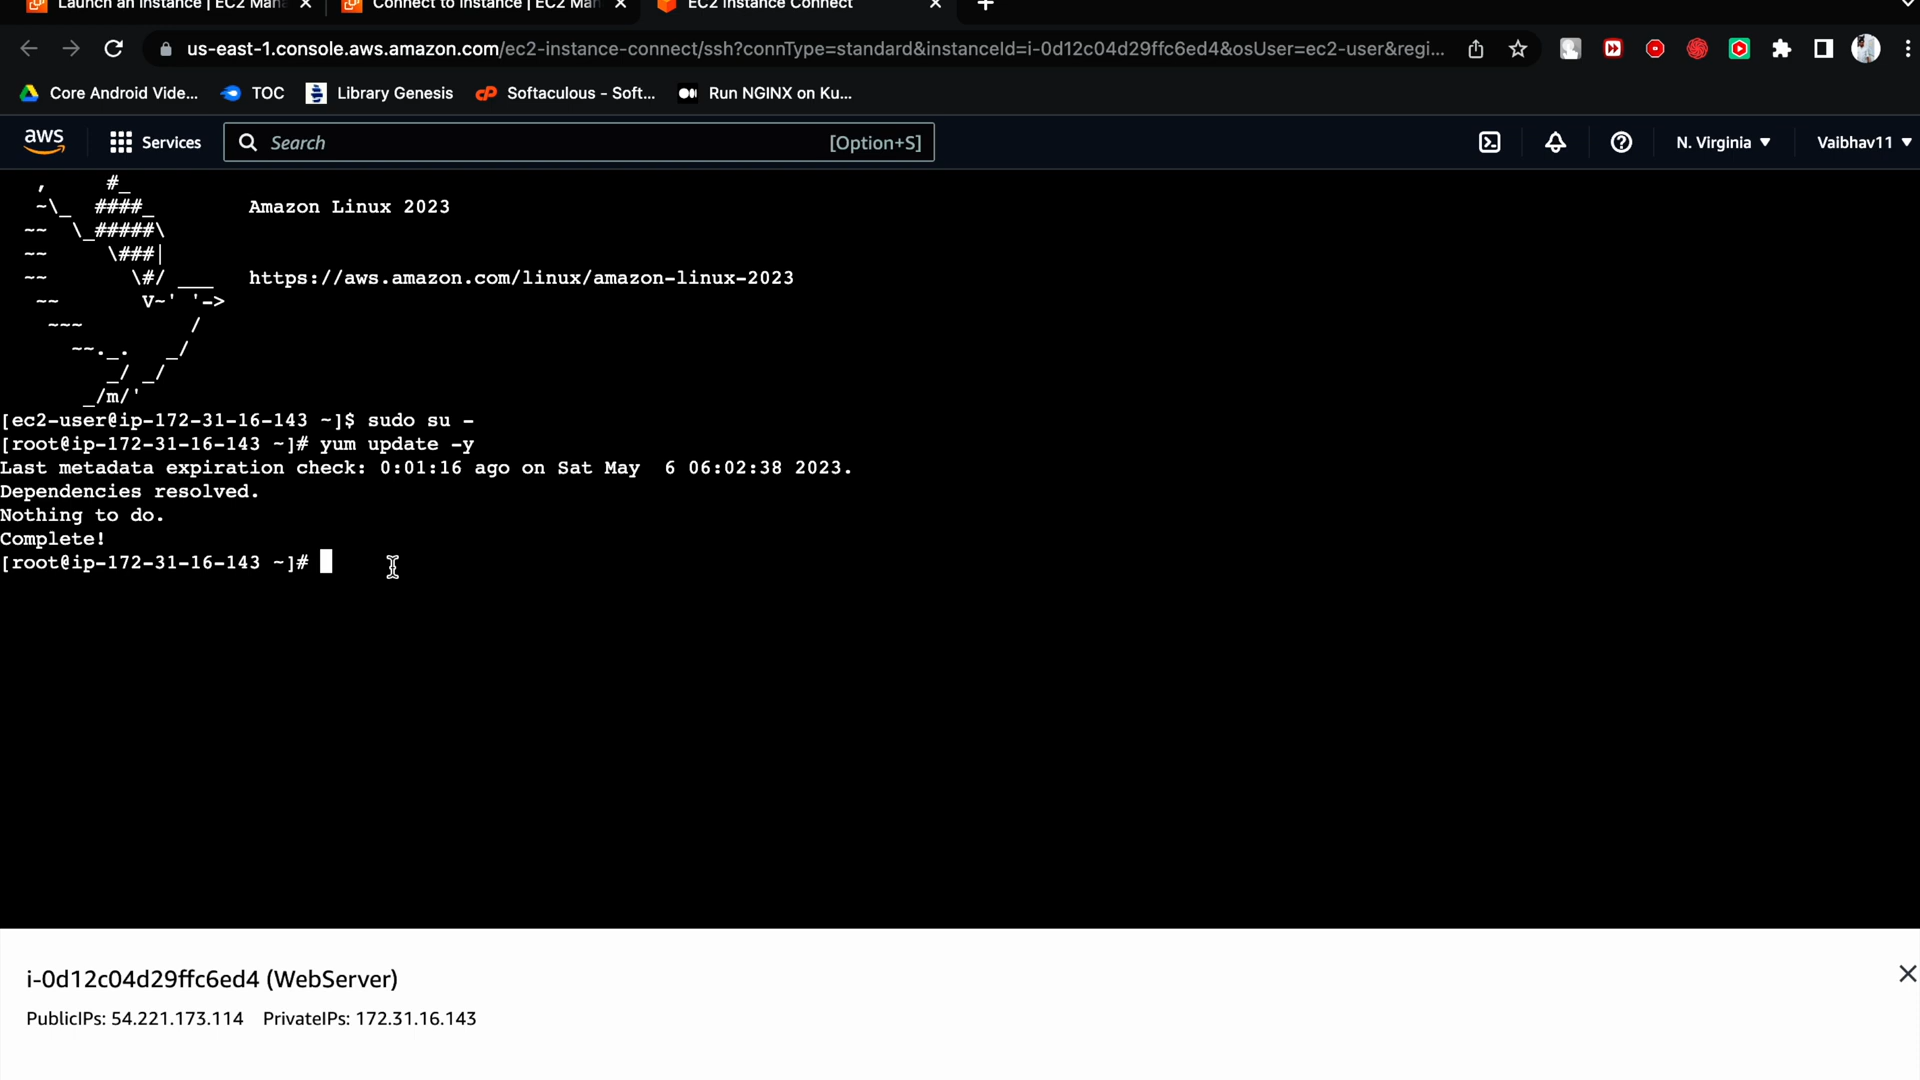 Launch an instance | EC2 Mana
Connect to instance | EC2 Man
EC2 Instance Connect
us-east-1.console.aws.amazon.com/ec2-instance-connect/ssh?connType=standard&instanceId=i-0d12c04d29ffc6ed4&osUser=ec2-user&regi...
Core Android Vide...
TOC
Library Genesis
Softaculous - Soft...
Run NGINX on Ku...
aws
Services
Search
[Option+S]
N. Virginia
Vaibhav11
   ,     #_
   ~\_  ####_        Amazon Linux 2023
  ~~  \_#####\
  ~~     \###|
  ~~       \#/ ___   https://aws.amazon.com/linux/amazon-linux-2023
   ~~       V~' '->
    ~~~         /
      ~~._.   _/
         _/ _/
       _/m/'
[ec2-user@ip-172-31-16-143 ~]$ sudo su -
[root@ip-172-31-16-143 ~]# yum update -y
Last metadata expiration check: 0:01:16 ago on Sat May  6 06:02:38 2023.
Dependencies resolved.
Nothing to do.
Complete!
[root@ip-172-31-16-143 ~]#
i-0d12c04d29ffc6ed4 (WebServer)
PublicIPs: 54.221.173.114    PrivateIPs: 172.31.16.143